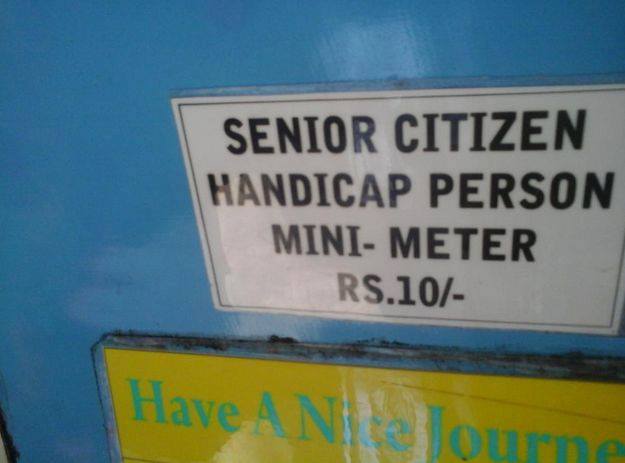 SENIOR CITIZEN
HANDICAP PERSON
MINI- METER
RS.10/-
Have A Nice Journe